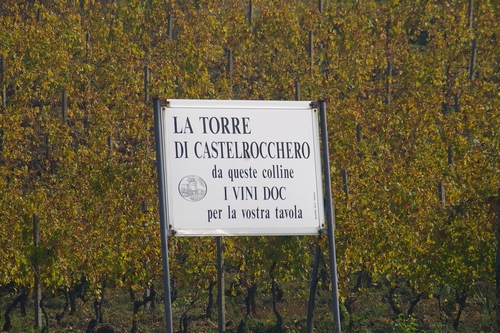 LA TORRE
DI CASTELROCCHERO
da queste colline
I VINI DOC
per la vostra tavola